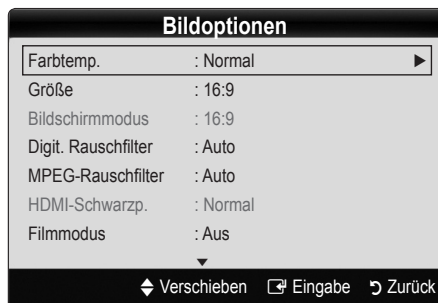 Bildoptionen
Farbtemp. : Normal ►
Größe : 16:9
Bildschirmmodus : 16:9
Digit. Rauschfilter : Auto
MPEG-Rauschfilter : Auto
HDMI-Schwarzp. : Normal
Filmmodus : Aus
Verschieben Eingabe Zurück